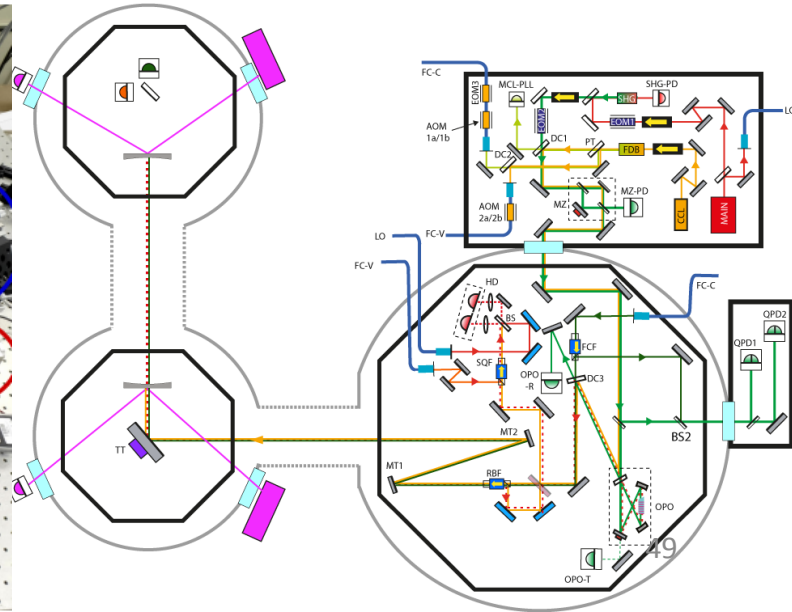 FC-C
EOM3
MCL-PLL
SHG
SHG-PD
LO
AOM
1a/1b
EOM2
EOM1
DC1
PT
FDB
DC2
MZ
MZ-PD
CCL
MAIN
AOM
2a/2b
LO
FC-V
FC-V
FC-C
HD
BS
SQF
OPO
-R
FCF
DC3
QPD1
QPD2
BS2
MT2
TT
MT1
RBF
OPO
49
OPO-T